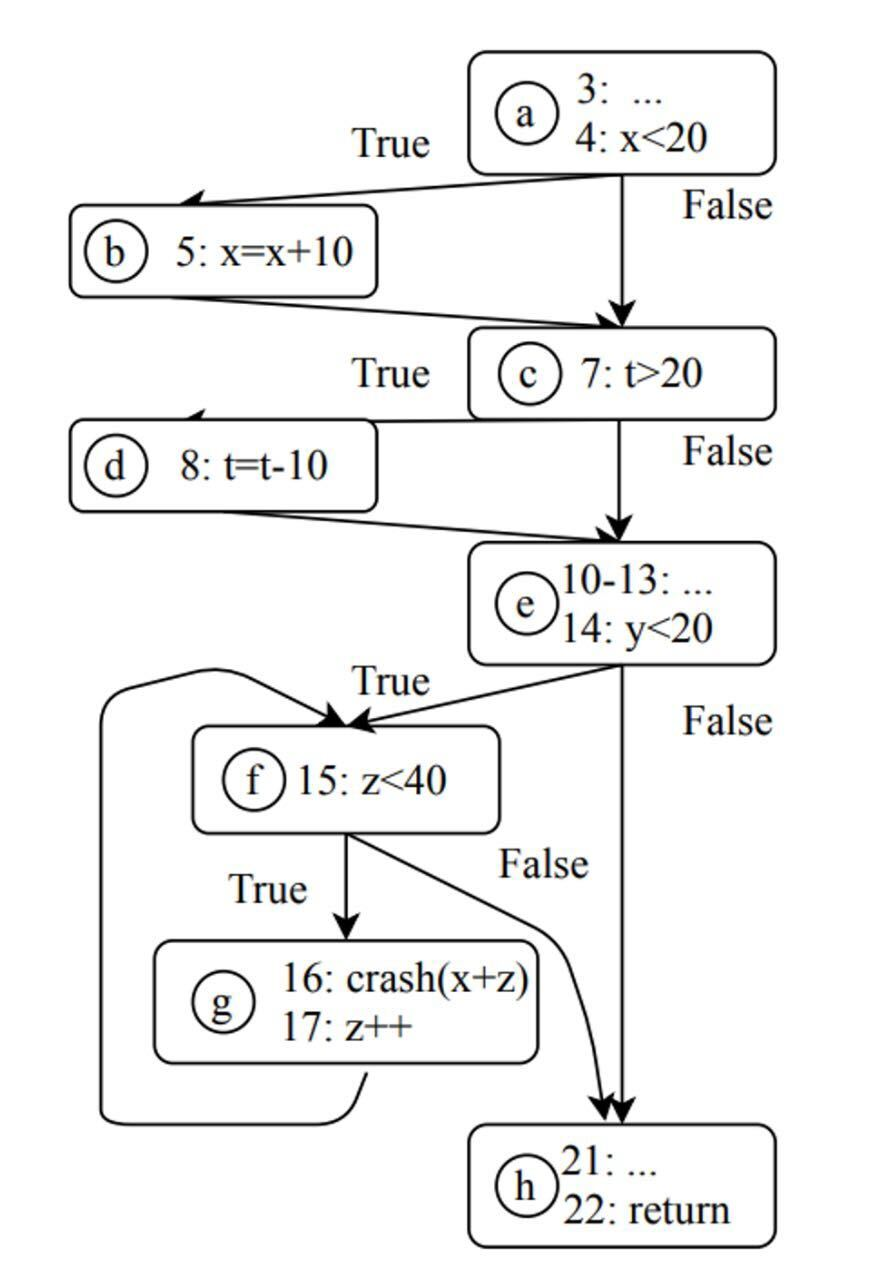 a
3: ...
4: x<20
True
False
b
5: x=x+10
True
c
7: t>20
False
d
8: t=t-10
e
10-13: ...
14: y<20
True
False
f
15: z<40
True
False
g
16: crash(x+z)
17: z++
h
21: ...
22: return